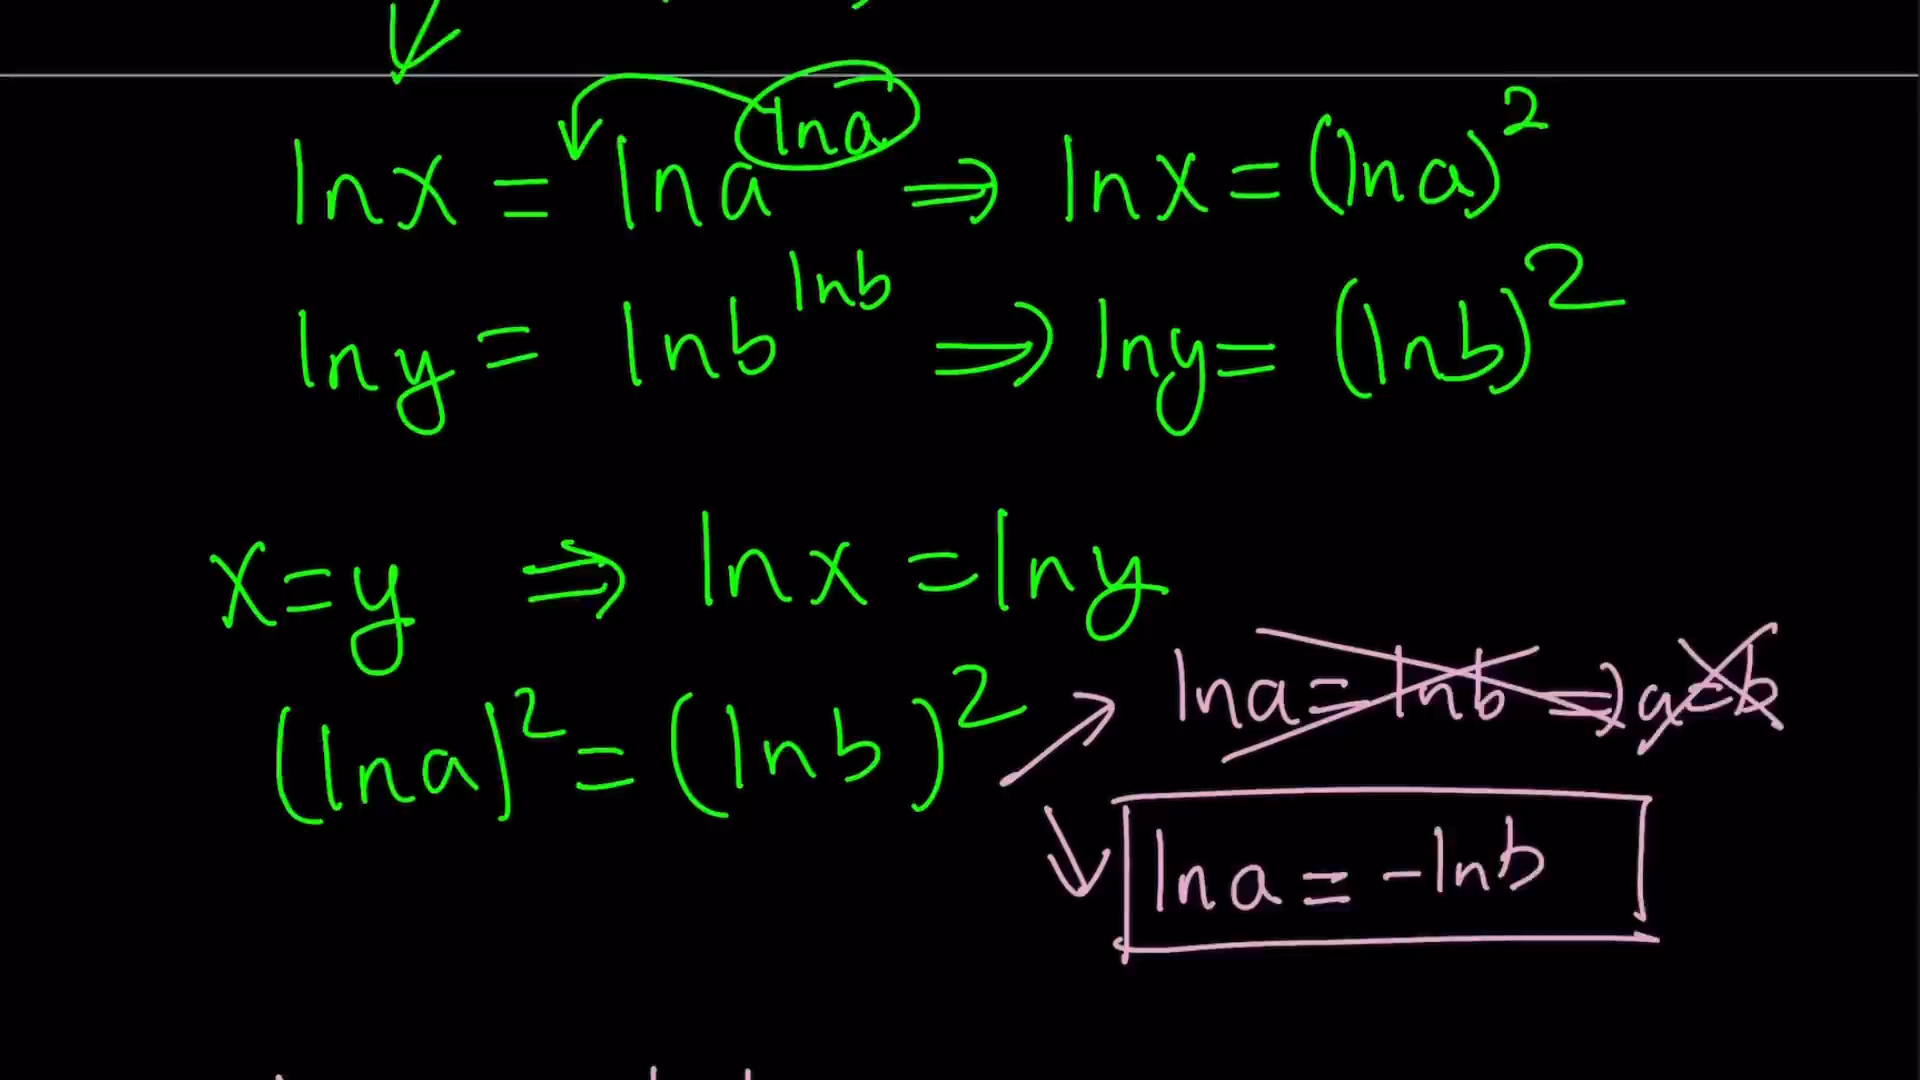 ln x = ln a^(ln a) ⇒ ln x = (ln a)²
ln y = ln b^(ln b) ⇒ ln y = (ln b)²
x = y ⇒ ln x = ln y
ln a = ln b ⇒ a = b
(ln a)² = (ln b)²
ln a = -ln b